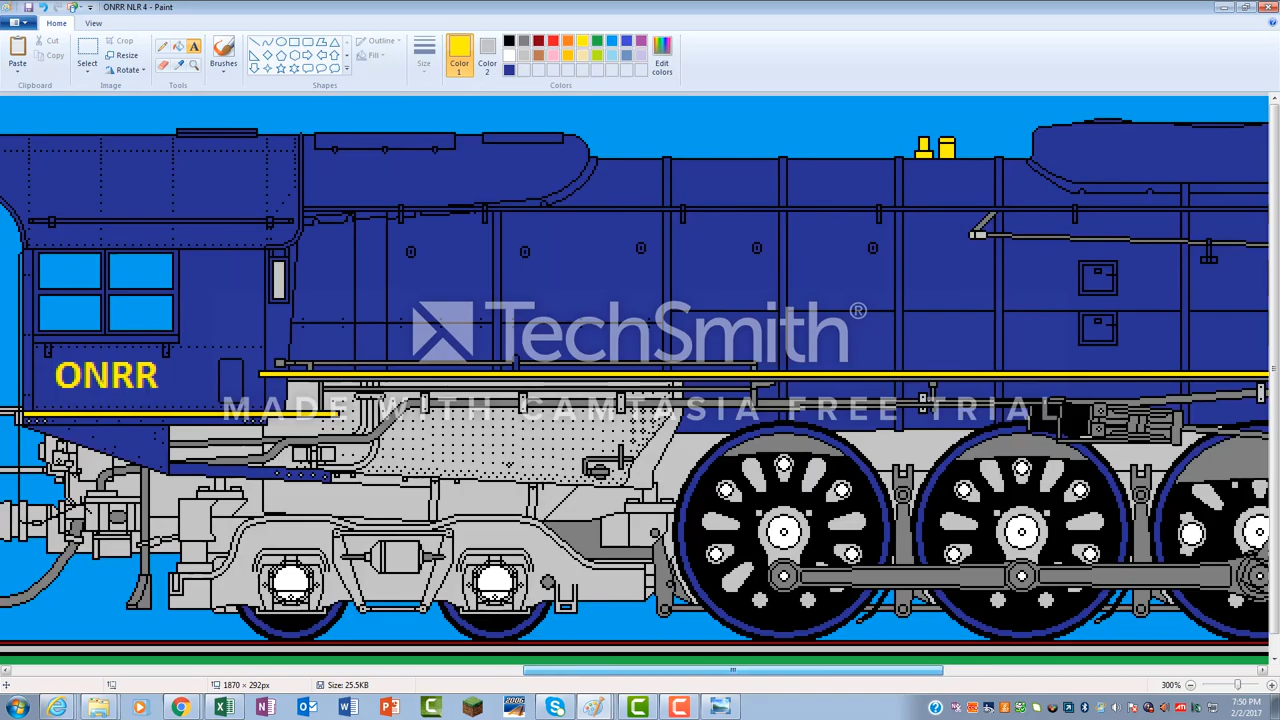 ONRR NLR 4 - Paint
Home View
Paste
Cut
Copy
Clipboard
Select
Crop
Resize
Rotate
Image
A
Tools
Brushes
Outline
Fill
Shapes
Size
Color 1
Color 2
Edit colors
Colors
TechSmith®
MADE WITH CAMTASIA FREE TRIAL
ONRR
1870 × 292px
Size: 25.5KB
300%
2006
7:50 PM
2/2/2017